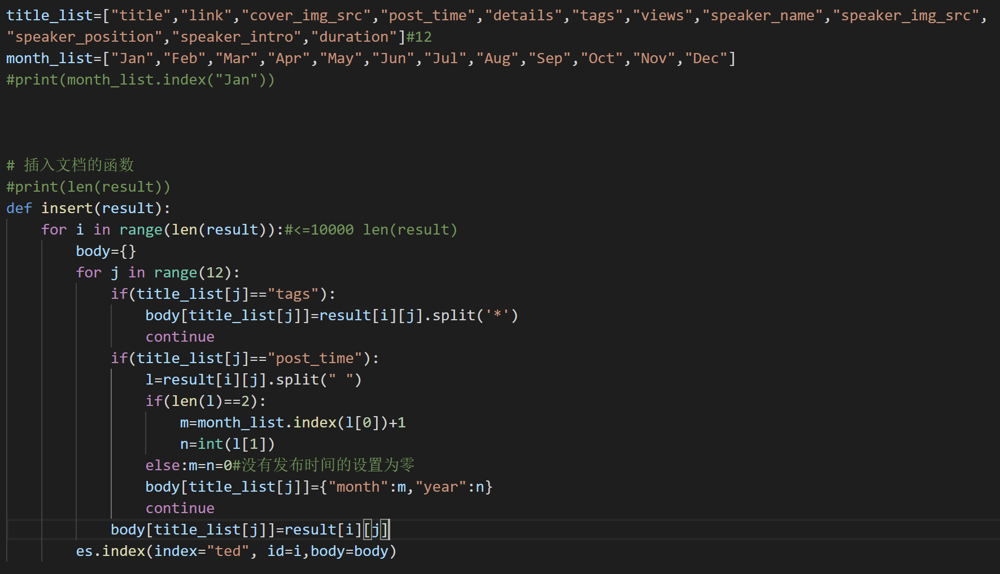 title_list=["title","link","cover_img_src","post_time","details","tags","views","speaker_name","speaker_img_src",
"speaker_position","speaker_intro","duration"]#12
month_list=["Jan","Feb","Mar","Apr","May","Jun","Jul","Aug","Sep","Oct","Nov","Dec"]
#print(month_list.index("Jan"))
# 插入文档的函数
#print(len(result))
def insert(result):
    for i in range(len(result)):#<=10000 len(result)
        body={}
        for j in range(12):
            if(title_list[j]=="tags"):
                body[title_list[j]]=result[i][j].split('*')
                continue
            if(title_list[j]=="post_time"):
                l=result[i][j].split(" ")
                if(len(l)==2):
                    m=month_list.index(l[0])+1
                    n=int(l[1])
                else:m=n=0#没有发布时间的设置为零
                body[title_list[j]]={"month":m,"year":n}
                continue
            body[title_list[j]]=result[i][j]
        es.index(index="ted", id=i,body=body)